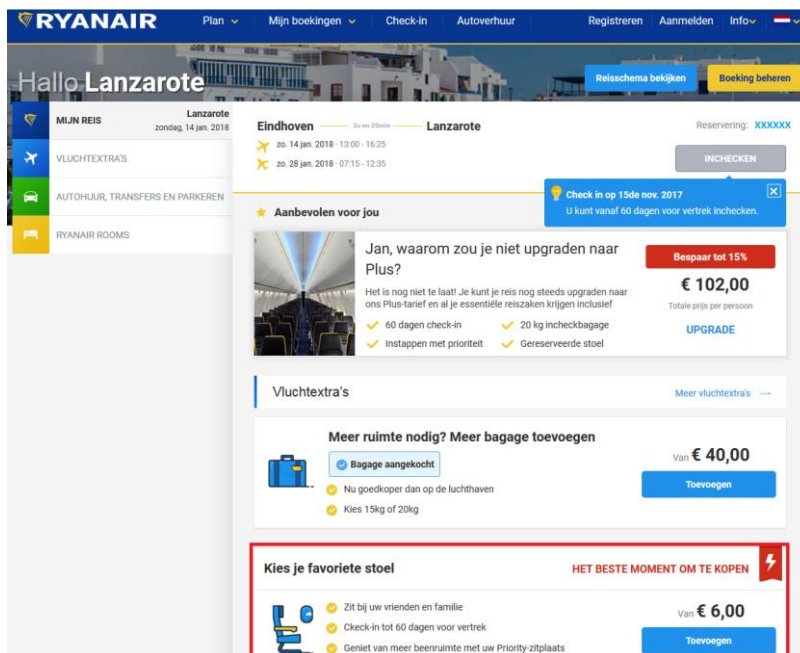 RYANAIR
Plan
Mijn boekingen
Check-in
Autoverhuur
Registreren
Aanmelden
Info
Hallo Lanzarote
Reisschema bekijken
Boeking beheren
MIJN REIS
Lanzarote
zondag, 14 jan. 2018
VLUCHTEXTRA'S
AUTOHUUR, TRANSFERS EN PARKEREN
RYANAIR ROOMS
Eindhoven
Lanzarote
zo. 14 jan. 2018 - 13:00 - 16:25
zo. 28 jan. 2018 - 07:15 - 12:35
Reservering: XXXXXX
INCHECKEN
Check in op 15de nov. 2017
U kunt vanaf 60 dagen voor vertrek inchecken.
Aanbevolen voor jou
Jan, waarom zou je niet upgraden naar
Plus?
Het is nog niet te laat! Je kunt je reis nog steeds upgraden naar
ons Plus-tarief en al je essentiële reiszaken krijgen inclusief
60 dagen check-in
20 kg incheckbagage
Instappen met prioriteit
Gereserveerde stoel
Bespaar tot 15%
€ 102,00
Totale prijs per persoon
UPGRADE
Vluchtextra's
Meer vluchtextra's
Meer ruimte nodig? Meer bagage toevoegen
Bagage aangekocht
Nu goedkoper dan op de luchthaven
Kies 15kg of 20kg
Van € 40,00
Toevoegen
Kies je favoriete stoel
HET BESTE MOMENT OM TE KOPEN
Zit bij uw vrienden en familie
Ckeck-in tot 60 dagen voor vertrek
Geniet van meer beenruimte met uw Priority-zitplaats
Van € 6,00
Toevoegen